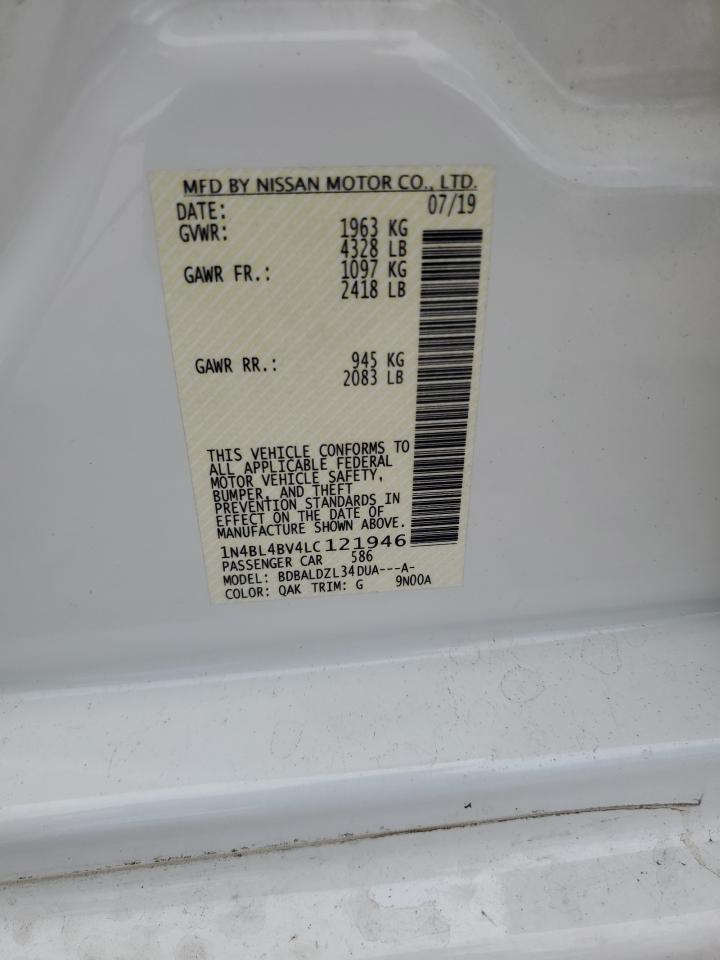 MFD BY NISSAN MOTOR CO., LTD.
DATE: 07/19
GVWR: 1963 KG
4328 LB
GAWR FR.: 1097 KG
2418 LB
GAWR RR.: 945 KG
2083 LB
THIS VEHICLE CONFORMS TO
ALL APPLICABLE FEDERAL
MOTOR VEHICLE SAFETY,
BUMPER, AND THEFT
PREVENTION STANDARDS IN
EFFECT ON THE DATE OF
MANUFACTURE SHOWN ABOVE.
1N4BL4BV4LC121946
PASSENGER CAR 586
MODEL: BDBALDZL34DUA---A-
COLOR: QAK TRIM: G 9N00A